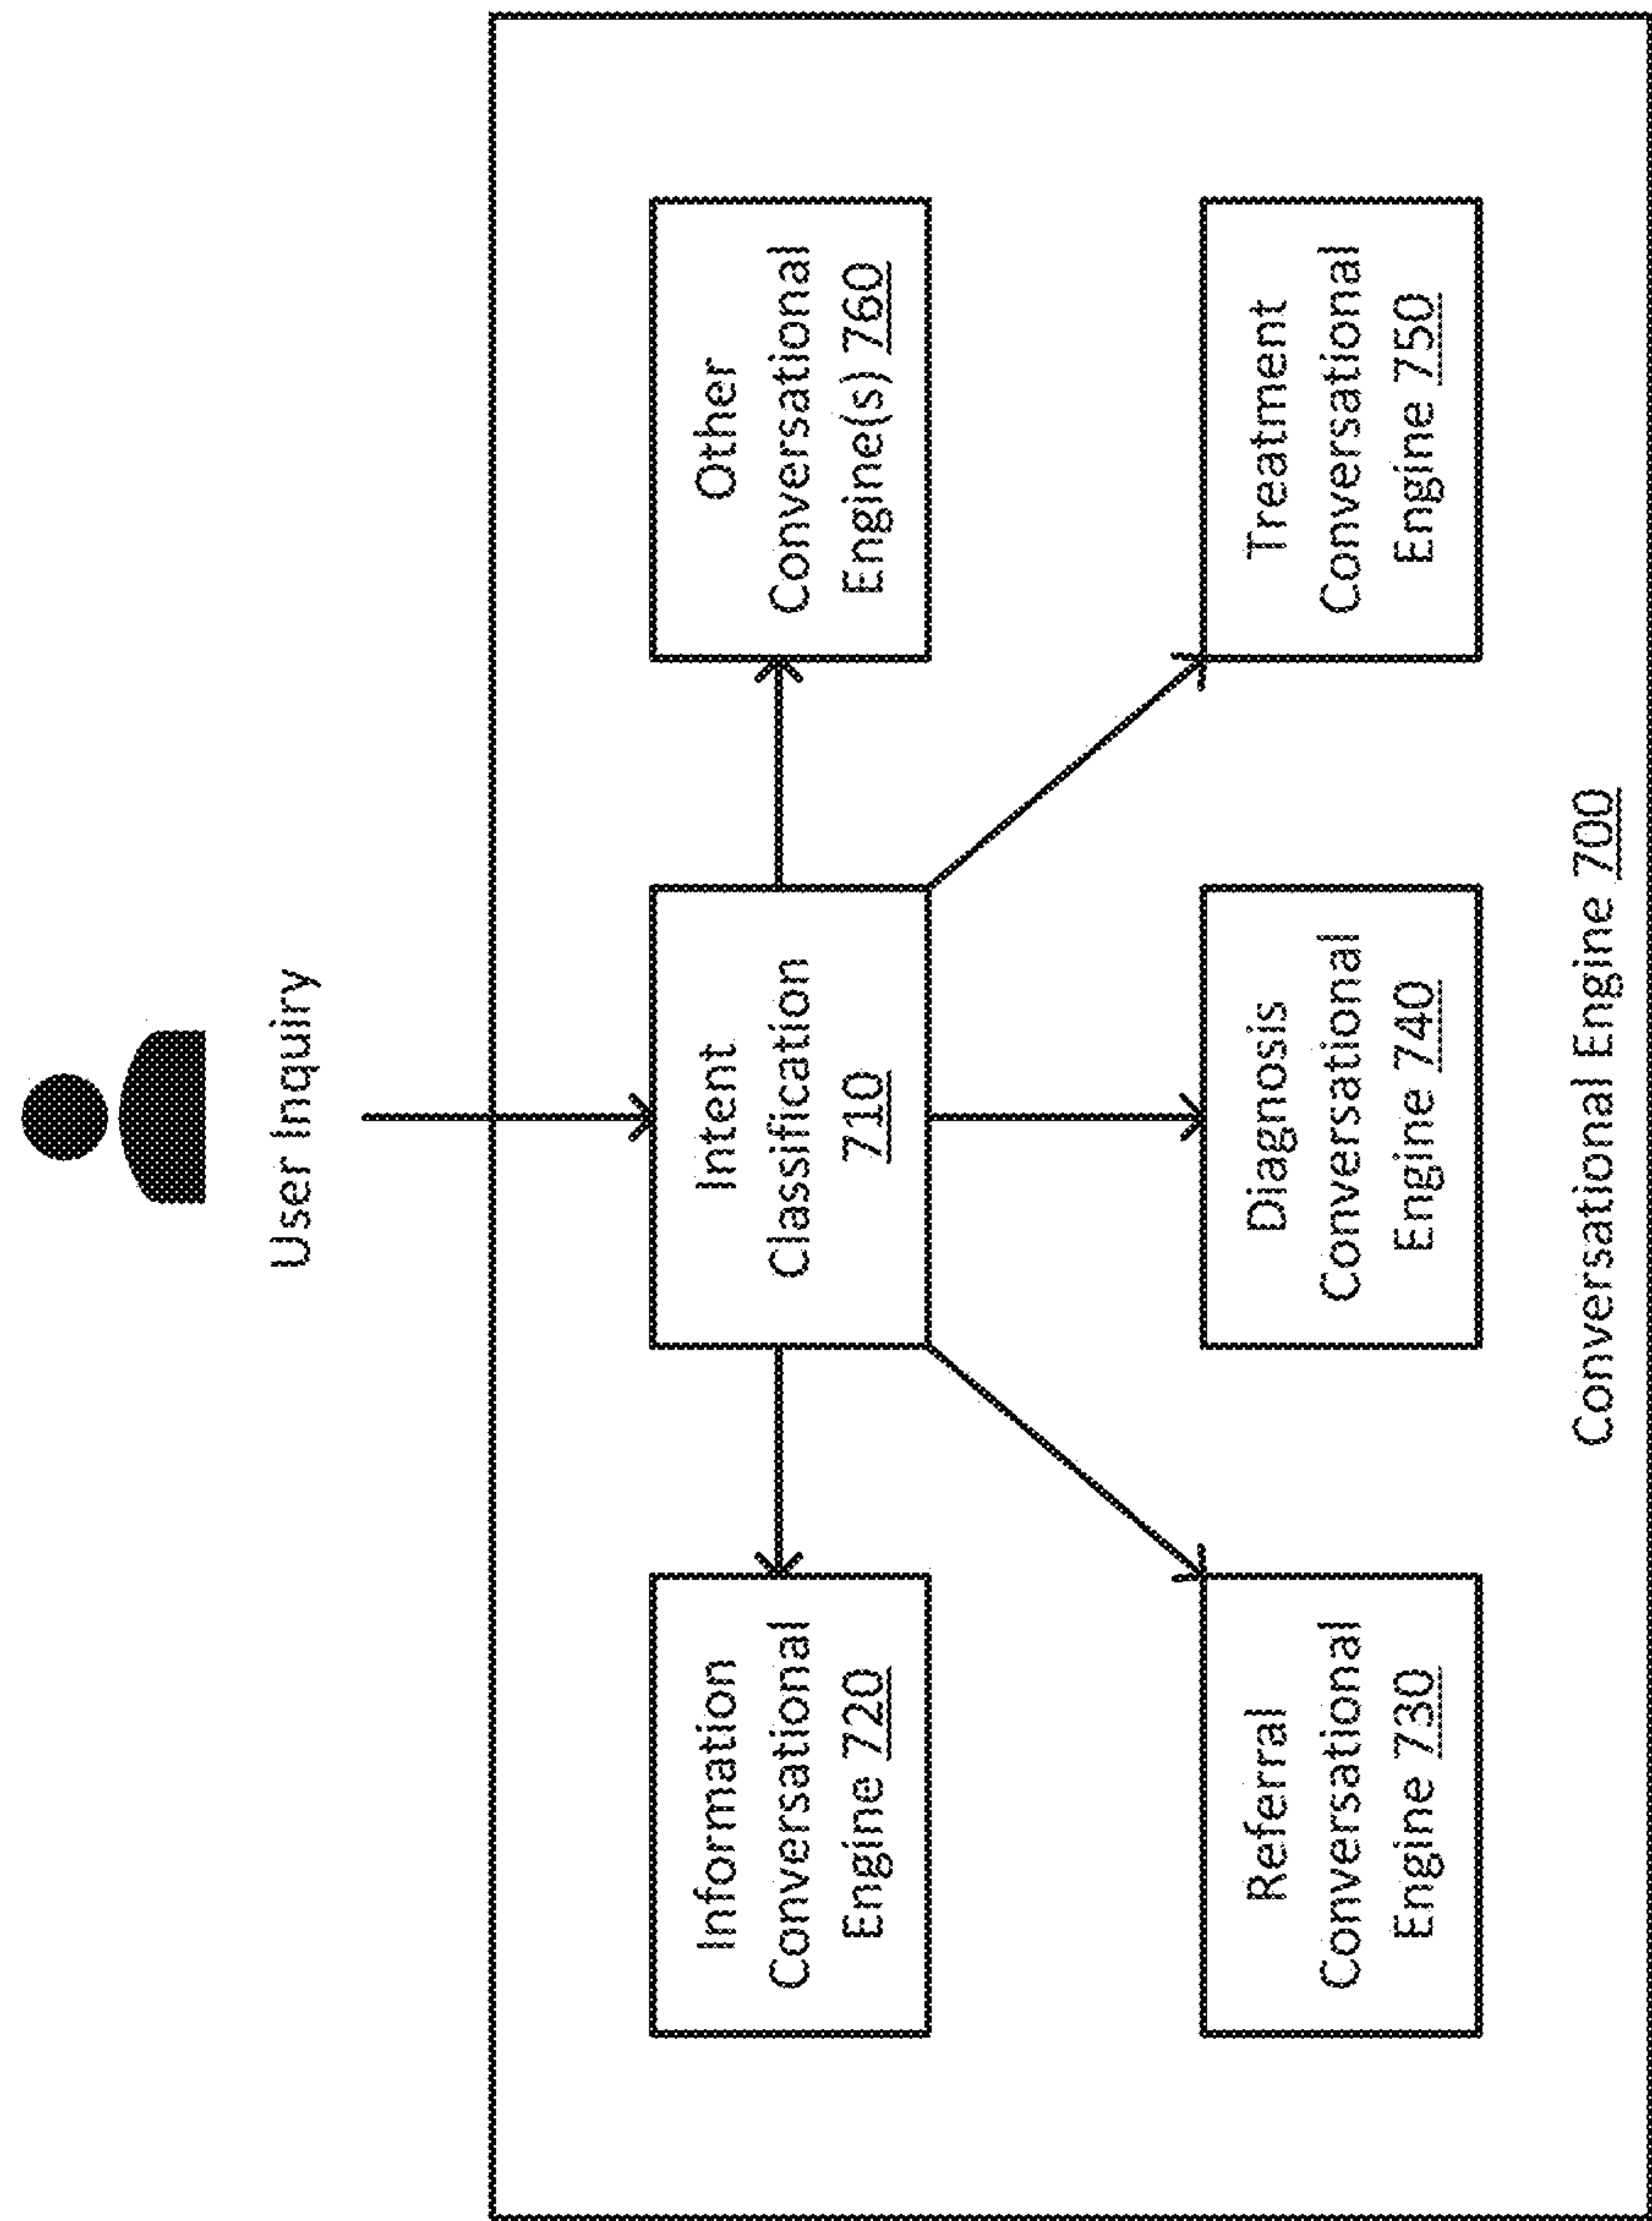 User Inquiry
Information
Conversational
Engine 720
Intent
Classification
710
Other
Conversational
Engine(s) 760
Referral
Conversational
Engine 730
Diagnosis
Conversational
Engine 740
Treatment
Conversational
Engine 750
Conversational Engine 700